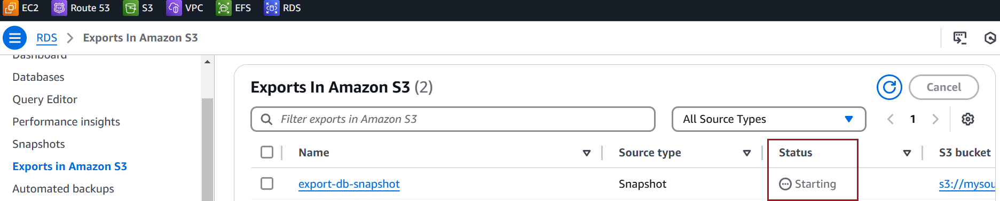 EC2 Route 53 S3 VPC EFS RDS
RDS Exports In Amazon S3
Dashboard
Databases
Query Editor
Performance insights
Snapshots
Exports in Amazon S3
Automated backups
Exports In Amazon S3 (2)
Cancel
Filter exports in Amazon S3
All Source Types
1
Name Source type Status S3 bucket
export-db-snapshot Snapshot Starting s3://mysou